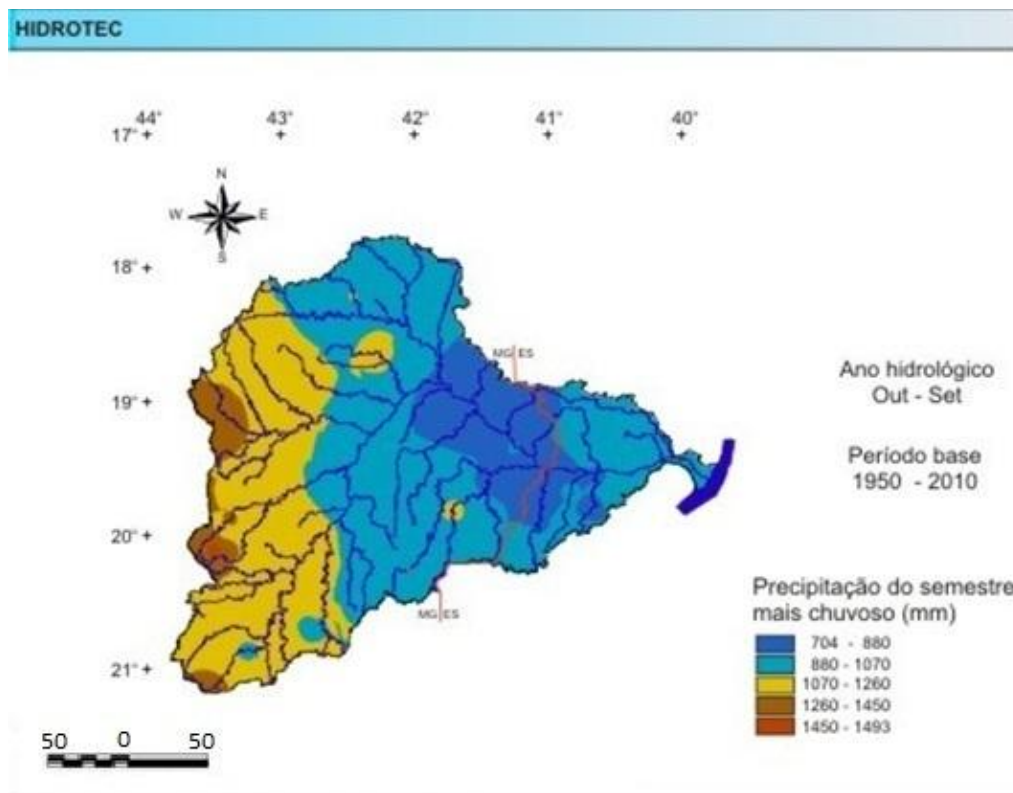 HIDROTEC
44° 43° 42° 41° 40°
17°
N
W E
S
18°
MG ES
19°
Ano hidrológico
Out - Set
Período base
1950 - 2010
20°
MG ES
21°
Precipitação do semestre
mais chuvoso (mm)
704 - 880
880 - 1070
1070 - 1260
1260 - 1450
1450 - 1493
50 0 50